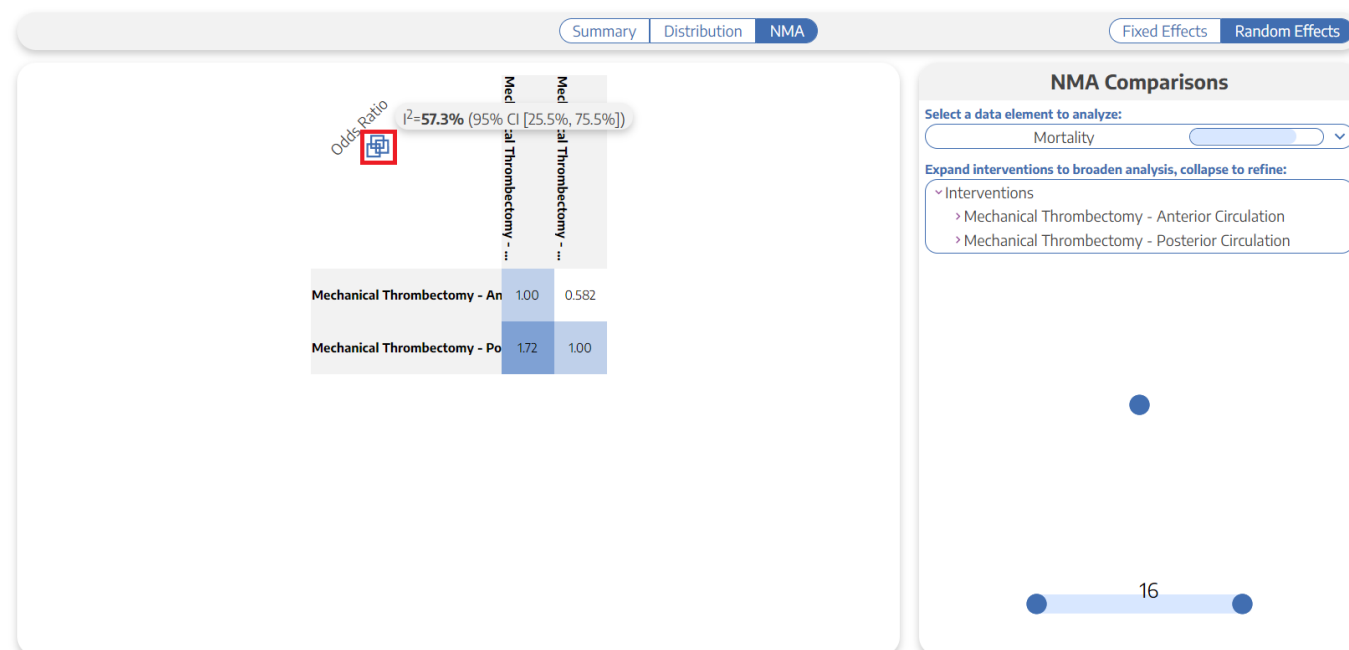 Summary Distribution NMA
Fixed Effects Random Effects
Odds Ratio
I²=57.3% (95% CI [25.5%, 75.5%])
Mechanical Thrombectomy - ...
Mechanical Thrombectomy - ...
Mechanical Thrombectomy - An 1.00 0.582
Mechanical Thrombectomy - Po 1.72 1.00
NMA Comparisons
Select a data element to analyze:
Mortality
Expand interventions to broaden analysis, collapse to refine:
Interventions
Mechanical Thrombectomy - Anterior Circulation
Mechanical Thrombectomy - Posterior Circulation
16